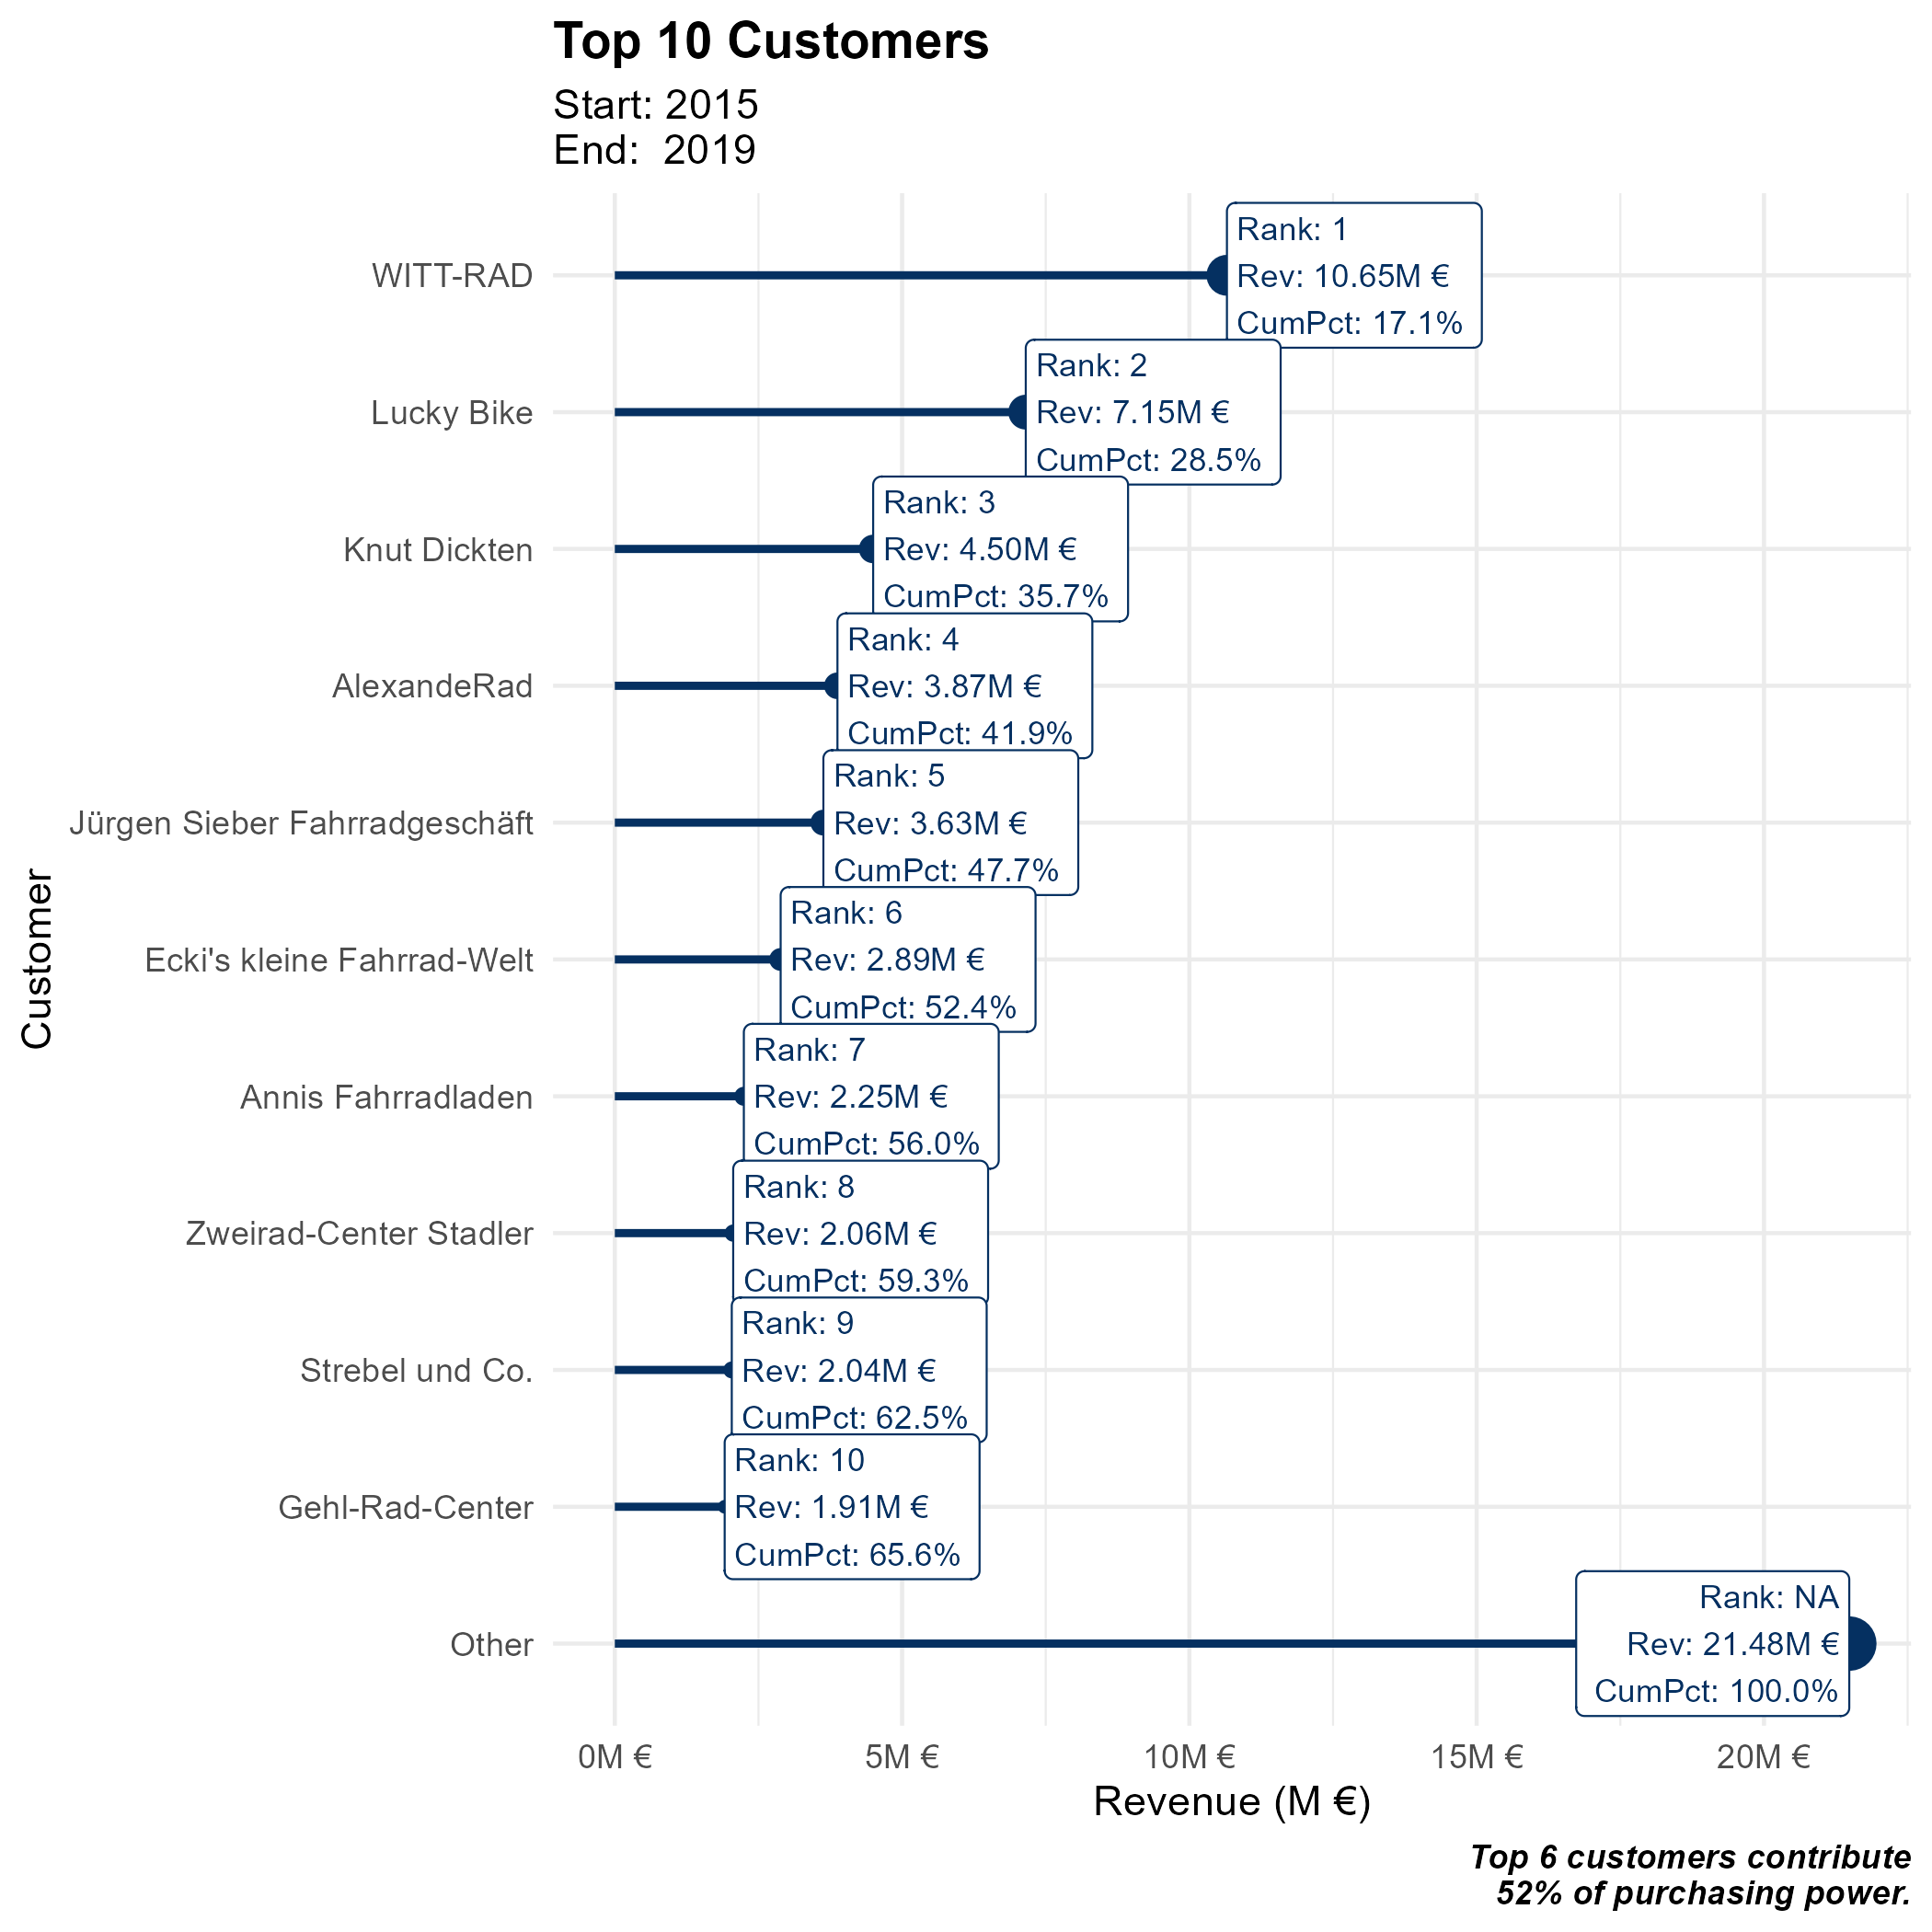 Top 10 Customers
Start: 2015
End:  2019
Customer
WITT-RAD
Rank: 1
Rev: 10.65M €
CumPct: 17.1%
Lucky Bike
Rank: 2
Rev: 7.15M €
CumPct: 28.5%
Knut Dickten
Rank: 3
Rev: 4.50M €
CumPct: 35.7%
AlexandeRad
Rank: 4
Rev: 3.87M €
CumPct: 41.9%
Jürgen Sieber Fahrradgeschäft
Rank: 5
Rev: 3.63M €
CumPct: 47.7%
Ecki's kleine Fahrrad-Welt
Rank: 6
Rev: 2.89M €
CumPct: 52.4%
Annis Fahrradladen
Rank: 7
Rev: 2.25M €
CumPct: 56.0%
Zweirad-Center Stadler
Rank: 8
Rev: 2.06M €
CumPct: 59.3%
Strebel und Co.
Rank: 9
Rev: 2.04M €
CumPct: 62.5%
Gehl-Rad-Center
Rank: 10
Rev: 1.91M €
CumPct: 65.6%
Other
Rank: NA
Rev: 21.48M €
CumPct: 100.0%
0M € 5M € 10M € 15M € 20M €
Revenue (M €)
Top 6 customers contribute
52% of purchasing power.